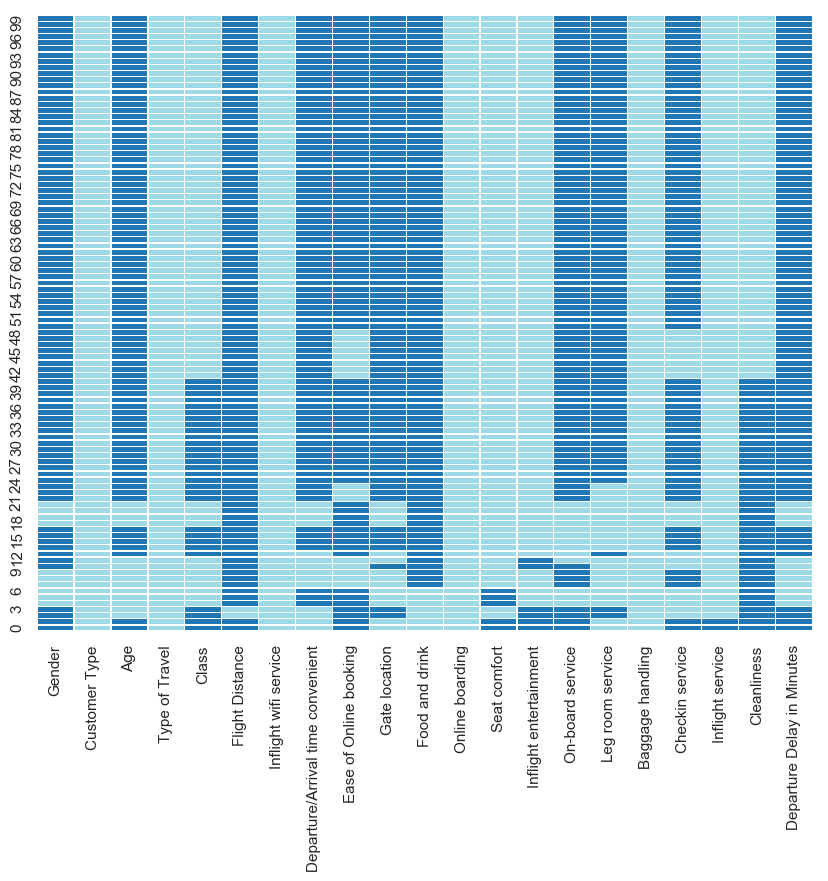 99
96
93
90
87
84
81
78
75
72
69
66
63
60
57
54
51
48
45
42
39
36
33
30
27
24
21
18
15
12
9
6
3
0
Gender
Customer Type
Age
Type of Travel
Class
Flight Distance
Inflight wifi service
Departure/Arrival time convenient
Ease of Online booking
Gate location
Food and drink
Online boarding
Seat comfort
Inflight entertainment
On-board service
Leg room service
Baggage handling
Checkin service
Inflight service
Cleanliness
Departure Delay in Minutes